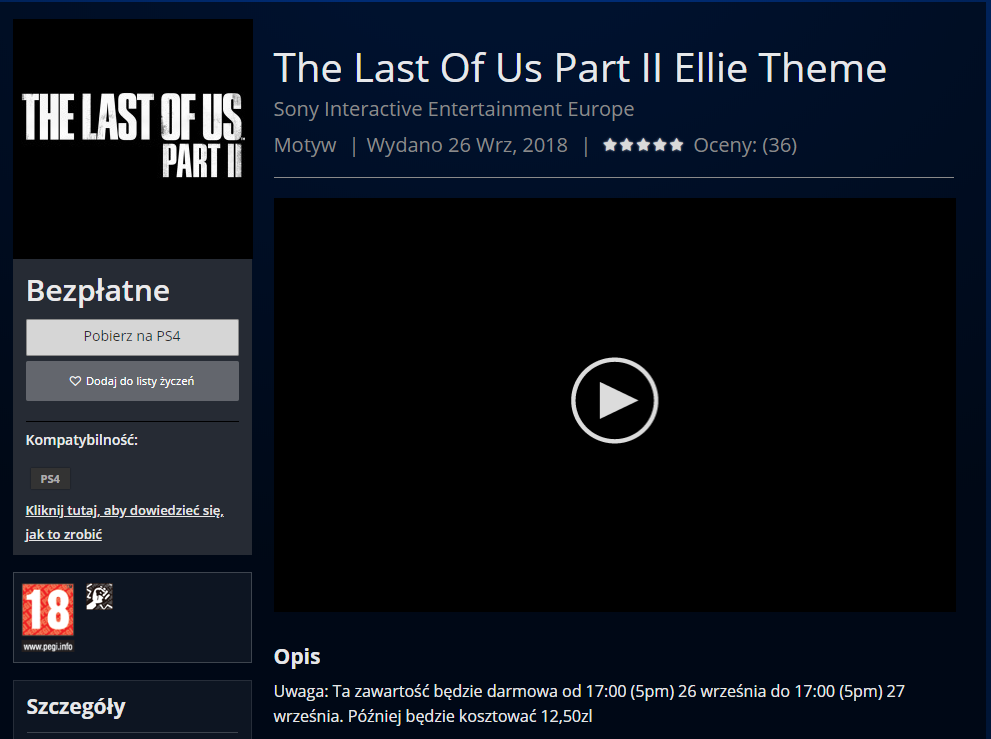 THE LAST OF US
PART II
The Last Of Us Part II Ellie Theme
Sony Interactive Entertainment Europe
Motyw | Wydano 26 Wrz, 2018 | ★★★★★ Oceny: (36)
Bezpłatne
Pobierz na PS4
♡ Dodaj do listy życzeń
Kompatybilność:
PS4
Kliknij tutaj, aby dowiedzieć się,
jak to zrobić
18
www.pegi.info
Szczegóły
Opis
Uwaga: Ta zawartość będzie darmowa od 17:00 (5pm) 26 września do 17:00 (5pm) 27
września. Później będzie kosztować 12,50zl